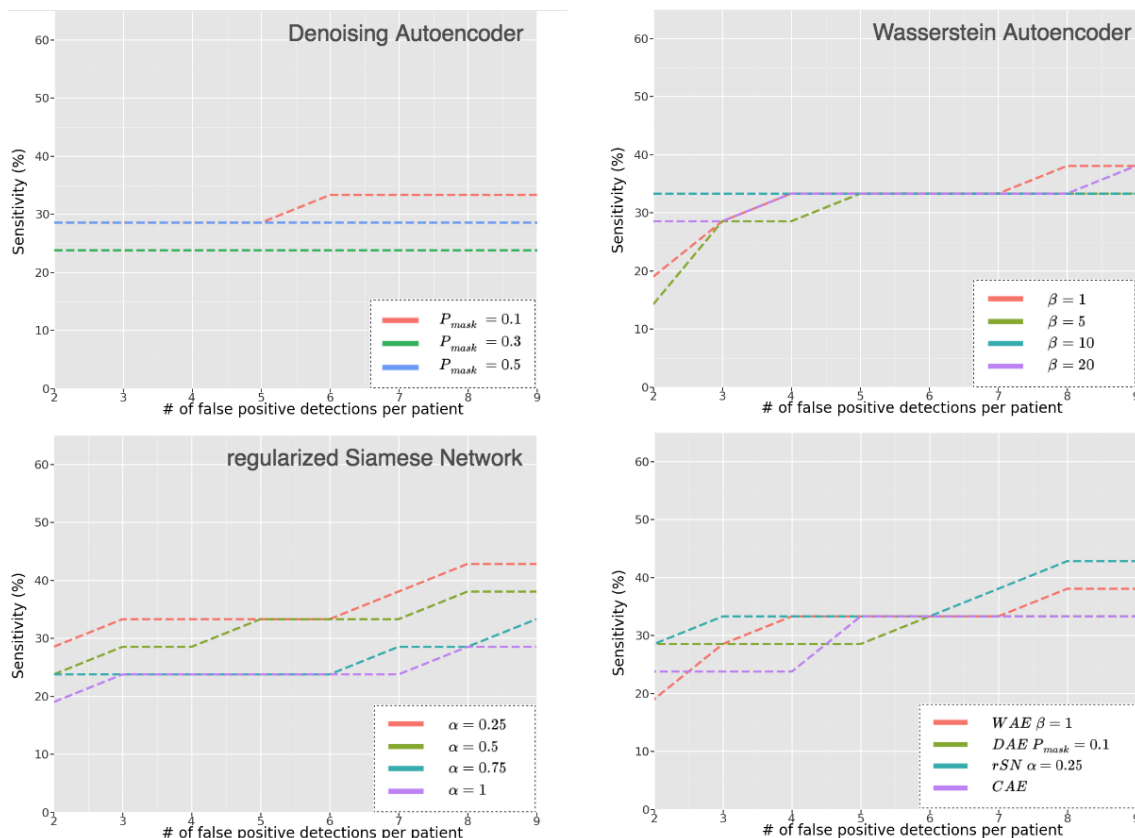 Denoising Autoencoder
60
50
40
30
20
10
0
Sensitivity (%)
2 3 4 5 6 7 8 9
# of false positive detections per patient
P_mask = 0.1
P_mask = 0.3
P_mask = 0.5
Wasserstein Autoencoder
60
50
40
30
20
10
0
Sensitivity (%)
2 3 4 5 6 7 8 9
# of false positive detections per patient
β = 1
β = 5
β = 10
β = 20
regularized Siamese Network
60
50
40
30
20
10
0
Sensitivity (%)
2 3 4 5 6 7 8 9
# of false positive detections per patient
α = 0.25
α = 0.5
α = 0.75
α = 1
60
50
40
30
20
10
0
Sensitivity (%)
2 3 4 5 6 7 8 9
# of false positive detections per patient
WAE β = 1
DAE P_mask = 0.1
rSN α = 0.25
CAE